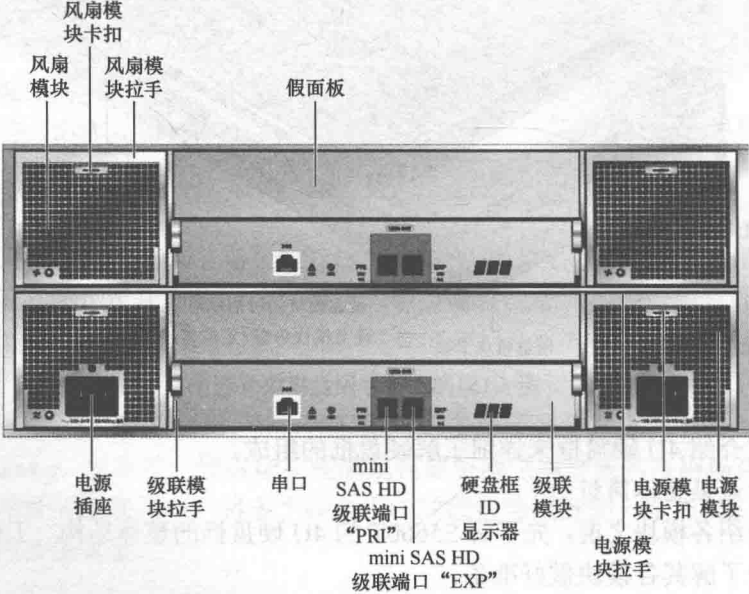 风扇模
块卡扣
风扇
模块
风扇模
块拉手
假面板
电源
插座
级联模
块拉手
串口
mini
SAS HD
级联端口
“PRI”
mini SAS HD
级联端口“EXP”
硬盘框
ID
显示器
级联
模块
电源模
块拉手
电源模
块卡扣
电源
模块